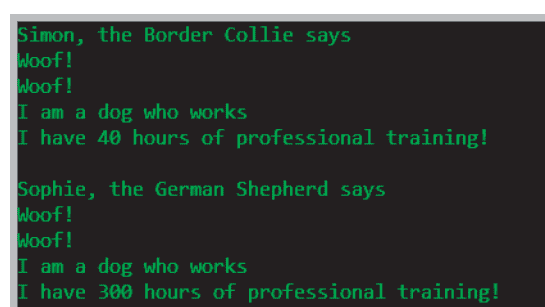 Simon, the Border Collie says
Woof!
Woof!
I am a dog who works
I have 40 hours of professional training!

Sophie, the German Shepherd says
Woof!
Woof!
I am a dog who works
I have 300 hours of professional training!